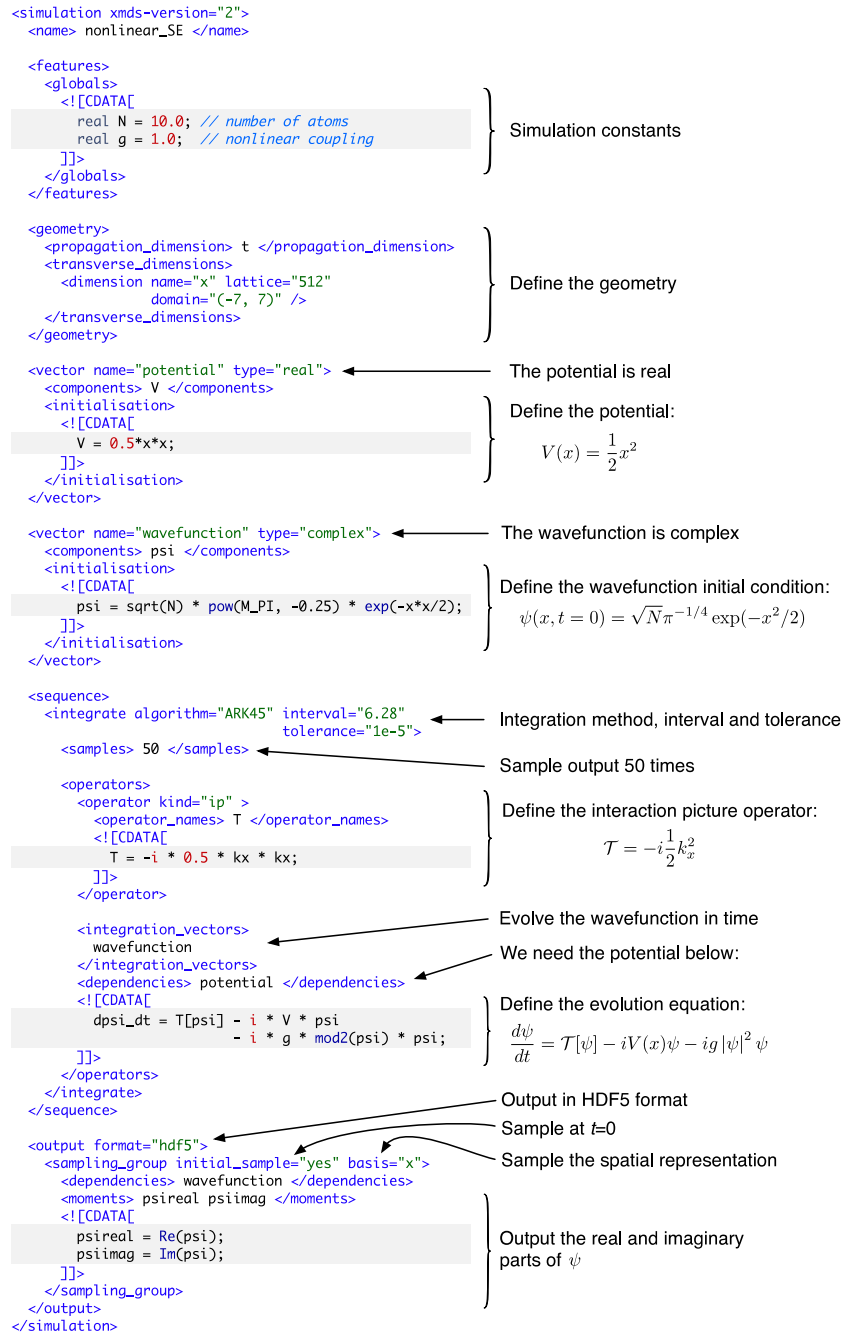 <simulation xmds-version="2">
<name> nonlinear_SE </name>
<features>
<globals>
<![CDATA[
real N = 10.0; // number of atoms
real g = 1.0;  // nonlinear coupling
Simulation constants
]]>
</globals>
</features>
<geometry>
<propagation_dimension> t </propagation_dimension>
<transverse_dimensions>
<dimension name="x" lattice="512"
Define the geometry
domain="(-7, 7)" />
</transverse_dimensions>
</geometry>
<vector name="potential" type="real">
The potential is real
<components> V </components>
<initialisation>
Define the potential:
<![CDATA[
V = 0.5*x*x;
V(x) = \frac{1}{2}x^2
]]>
</initialisation>
</vector>
<vector name="wavefunction" type="complex">
The wavefunction is complex
<components> psi </components>
<initialisation>
<![CDATA[
Define the wavefunction initial condition:
psi = sqrt(N) * pow(M_PI, -0.25) * exp(-x*x/2);
ψ(x, t = 0) = √N π^{-1/4} exp(−x²/2)
]]>
</initialisation>
</vector>
<sequence>
<integrate algorithm="ARK45" interval="6.28"
tolerance="1e-5">
Integration method, interval and tolerance
<samples> 50 </samples>
Sample output 50 times
<operators>
<operator kind="ip" >
<operator_names> T </operator_names>
Define the interaction picture operator:
<![CDATA[
T = -i * 0.5 * kx * kx;
𝒯 = −i\frac{1}{2}k_x^2
]]>
</operator>
<integration_vectors>
Evolve the wavefunction in time
wavefunction
</integration_vectors>
We need the potential below:
<dependencies> potential </dependencies>
<![CDATA[
Define the evolution equation:
dpsi_dt = T[psi] - i * V * psi
- i * g * mod2(psi) * psi;
\frac{dψ}{dt} = 𝒯[ψ] − iV(x)ψ − ig |ψ|² ψ
]]>
</operators>
</integrate>
</sequence>
Output in HDF5 format
<output format="hdf5">
Sample at t=0
<sampling_group initial_sample="yes" basis="x">
Sample the spatial representation
<dependencies> wavefunction </dependencies>
<moments> psireal psiimag </moments>
<![CDATA[
psireal = Re(psi);
psiimag = Im(psi);
Output the real and imaginary
parts of ψ
]]>
</sampling_group>
</output>
</simulation>